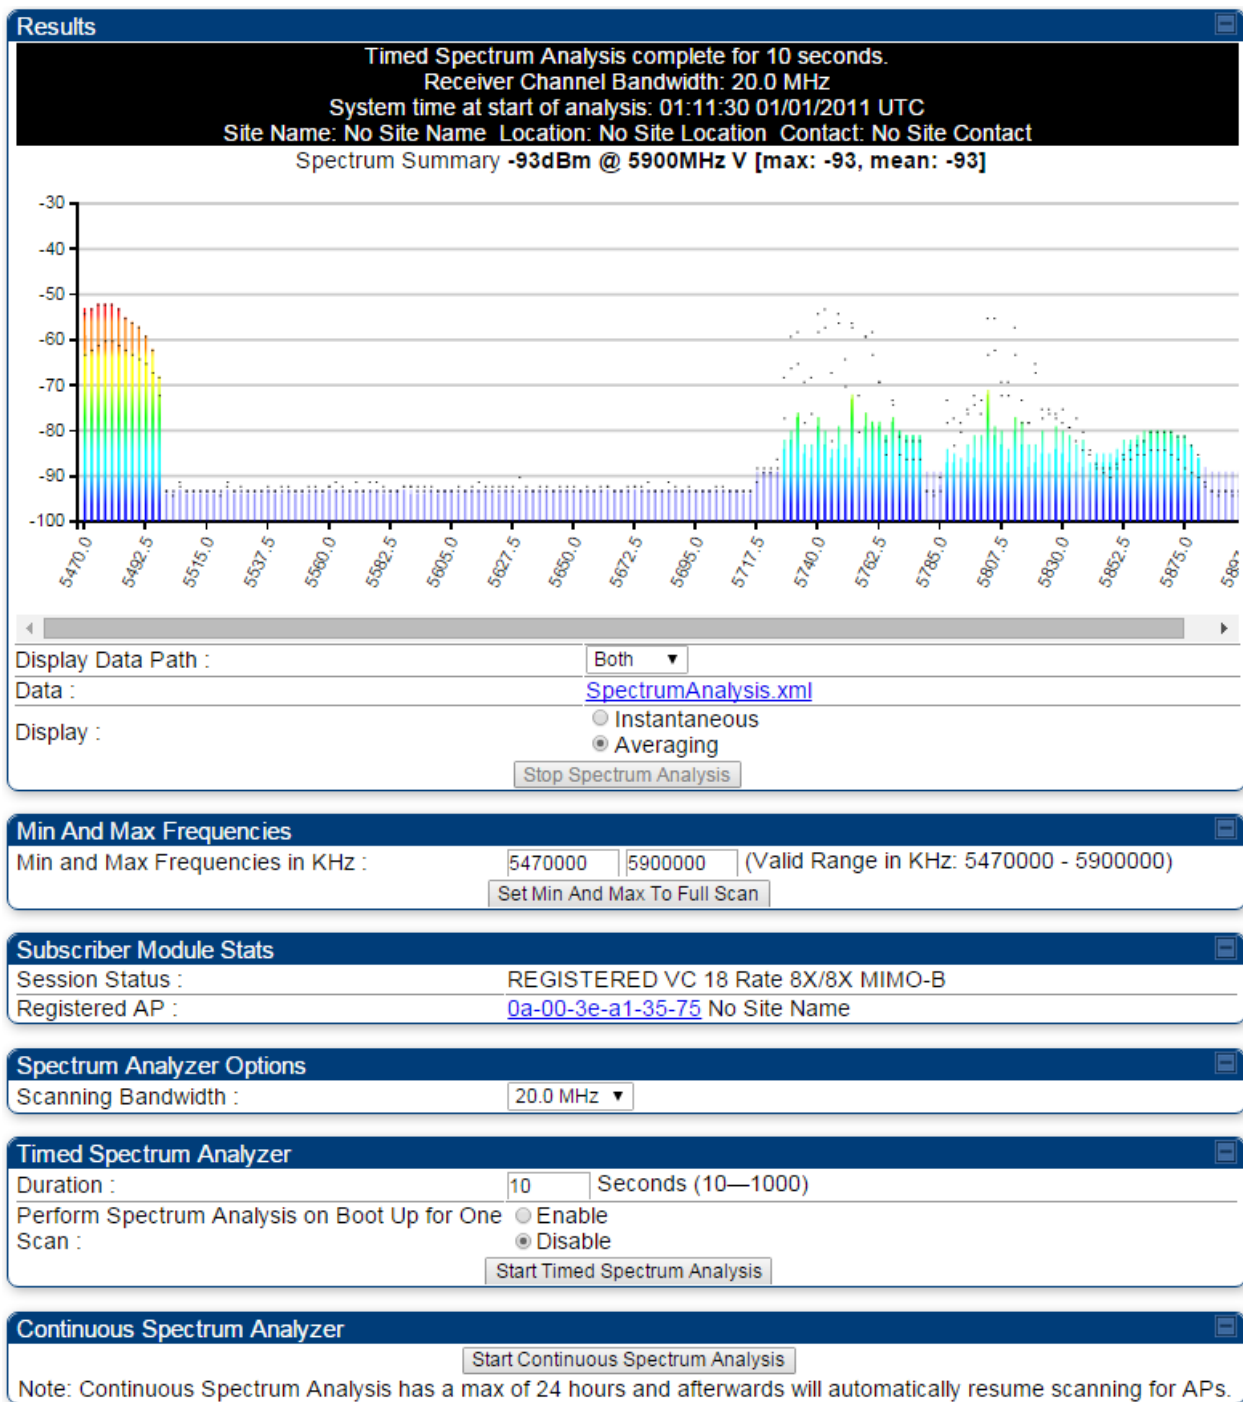 Results
Timed Spectrum Analysis complete for 10 seconds.
Receiver Channel Bandwidth: 20.0 MHz
System time at start of analysis: 01:11:30 01/01/2011 UTC
Site Name: No Site Name  Location: No Site Location  Contact: No Site Contact
Spectrum Summary -93dBm @ 5900MHz V [max: -93, mean: -93]
-30
-40
-50
-60
-70
-80
-90
-100
5470.0 5492.5 5515.0 5537.5 5560.0 5582.5 5605.0 5627.5 5650.0 5672.5 5695.0 5717.5 5740.0 5762.5 5785.0 5807.5 5830.0 5852.5 5875.0
Display Data Path : Both
Data : SpectrumAnalysis.xml
Display : Instantaneous
Averaging
Stop Spectrum Analysis
Min And Max Frequencies
Min and Max Frequencies in KHz : 5470000 5900000 (Valid Range in KHz: 5470000 - 5900000)
Set Min And Max To Full Scan
Subscriber Module Stats
Session Status : REGISTERED VC 18 Rate 8X/8X MIMO-B
Registered AP : 0a-00-3e-a1-35-75 No Site Name
Spectrum Analyzer Options
Scanning Bandwidth : 20.0 MHz
Timed Spectrum Analyzer
Duration : 10 Seconds (10—1000)
Perform Spectrum Analysis on Boot Up for One Enable
Scan : Disable
Start Timed Spectrum Analysis
Continuous Spectrum Analyzer
Start Continuous Spectrum Analysis
Note: Continuous Spectrum Analysis has a max of 24 hours and afterwards will automatically resume scanning for APs.